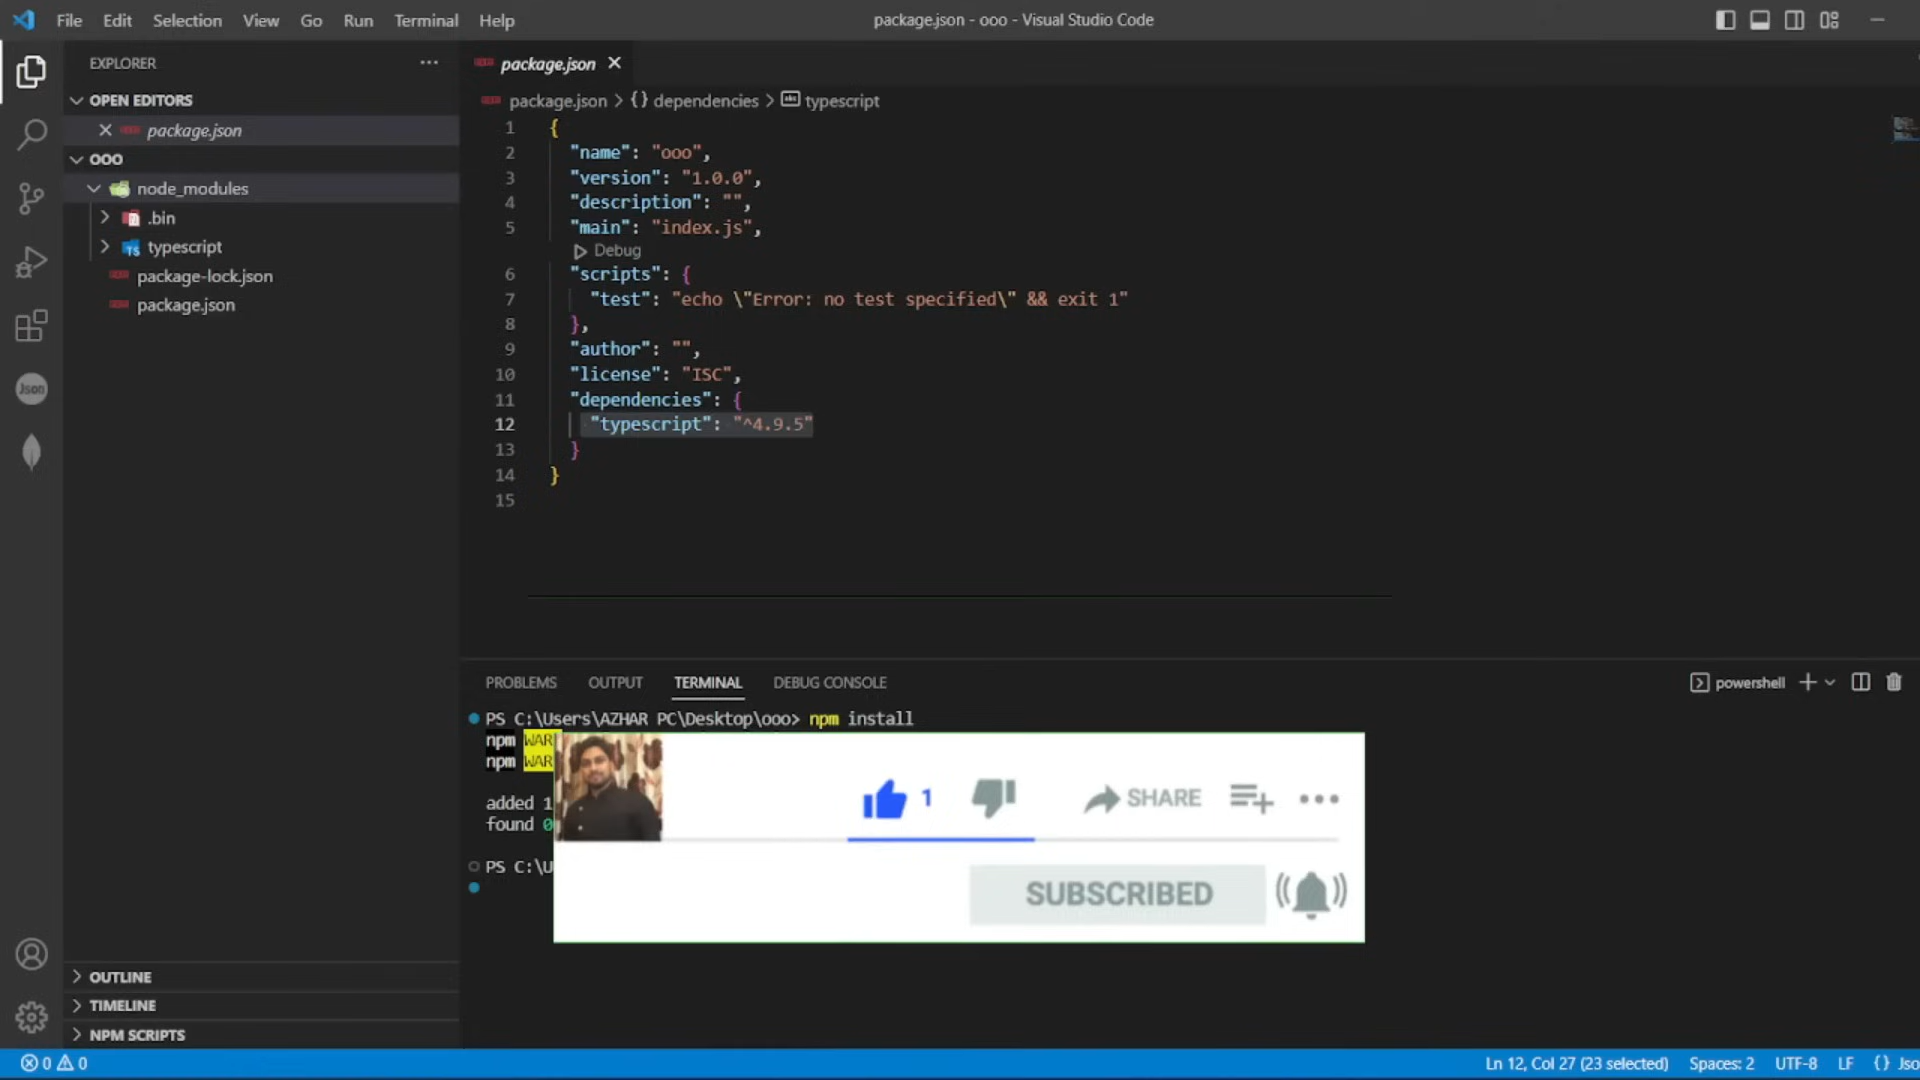 File Edit Selection View Go Run Terminal Help
package.json - ooo - Visual Studio Code
EXPLORER
OPEN EDITORS
package.json
OOO
node_modules
.bin
typescript
package-lock.json
package.json
OUTLINE
TIMELINE
NPM SCRIPTS
package.json
package.json > {} dependencies > typescript
1 {
2 "name": "ooo",
3 "version": "1.0.0",
4 "description": "",
5 "main": "index.js",
Debug
6 "scripts": {
7 "test": "echo \"Error: no test specified\" && exit 1"
8 },
9 "author": "",
10 "license": "ISC",
11 "dependencies": {
12 "typescript": "^4.9.5"
13 }
14 }
15
PROBLEMS OUTPUT TERMINAL DEBUG CONSOLE
powershell
PS C:\Users\AZHAR PC\Desktop\ooo> npm install
npm WAR
npm WAR
added 1
found 0
PS C:\U
1 SHARE
SUBSCRIBED
0 0
Ln 12, Col 27 (23 selected) Spaces: 2 UTF-8 LF {} Jso